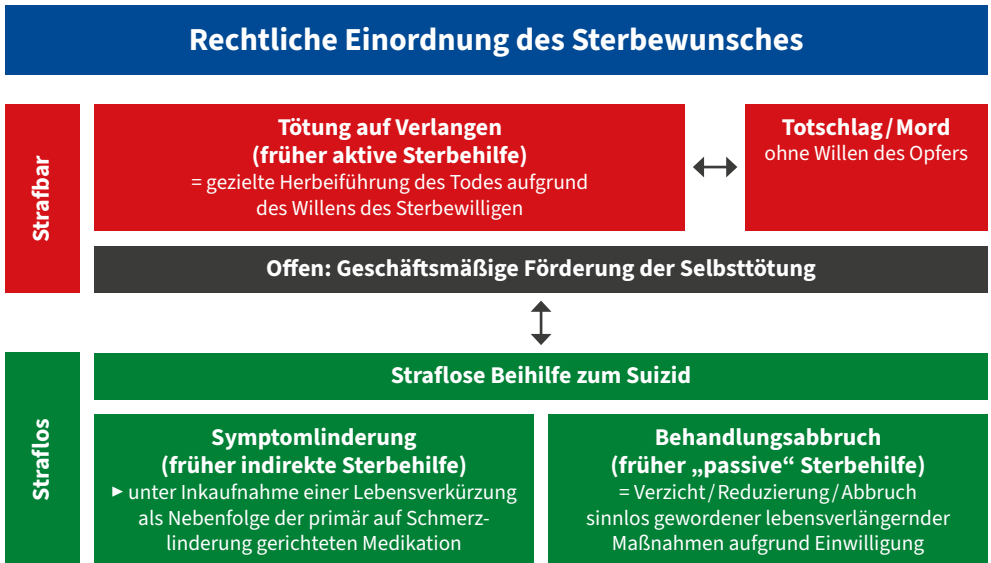 Rechtliche Einordnung des Sterbewunsches
Strafbar
Tötung auf Verlangen
(früher aktive Sterbehilfe)
= gezielte Herbeiführung des Todes aufgrund
des Willens des Sterbewilligen
Totschlag/Mord
ohne Willen des Opfers
Offen: Geschäftsmäßige Förderung der Selbsttötung
Straflos
Straflose Beihilfe zum Suizid
Symptomlinderung
(früher indirekte Sterbehilfe)
▸ unter Inkaufnahme einer Lebensverkürzung
als Nebenfolge der primär auf Schmerz-
linderung gerichteten Medikation
Behandlungsabbruch
(früher „passive“ Sterbehilfe)
= Verzicht/Reduzierung/Abbruch
sinnlos gewordener lebensverlängernder
Maßnahmen aufgrund Einwilligung